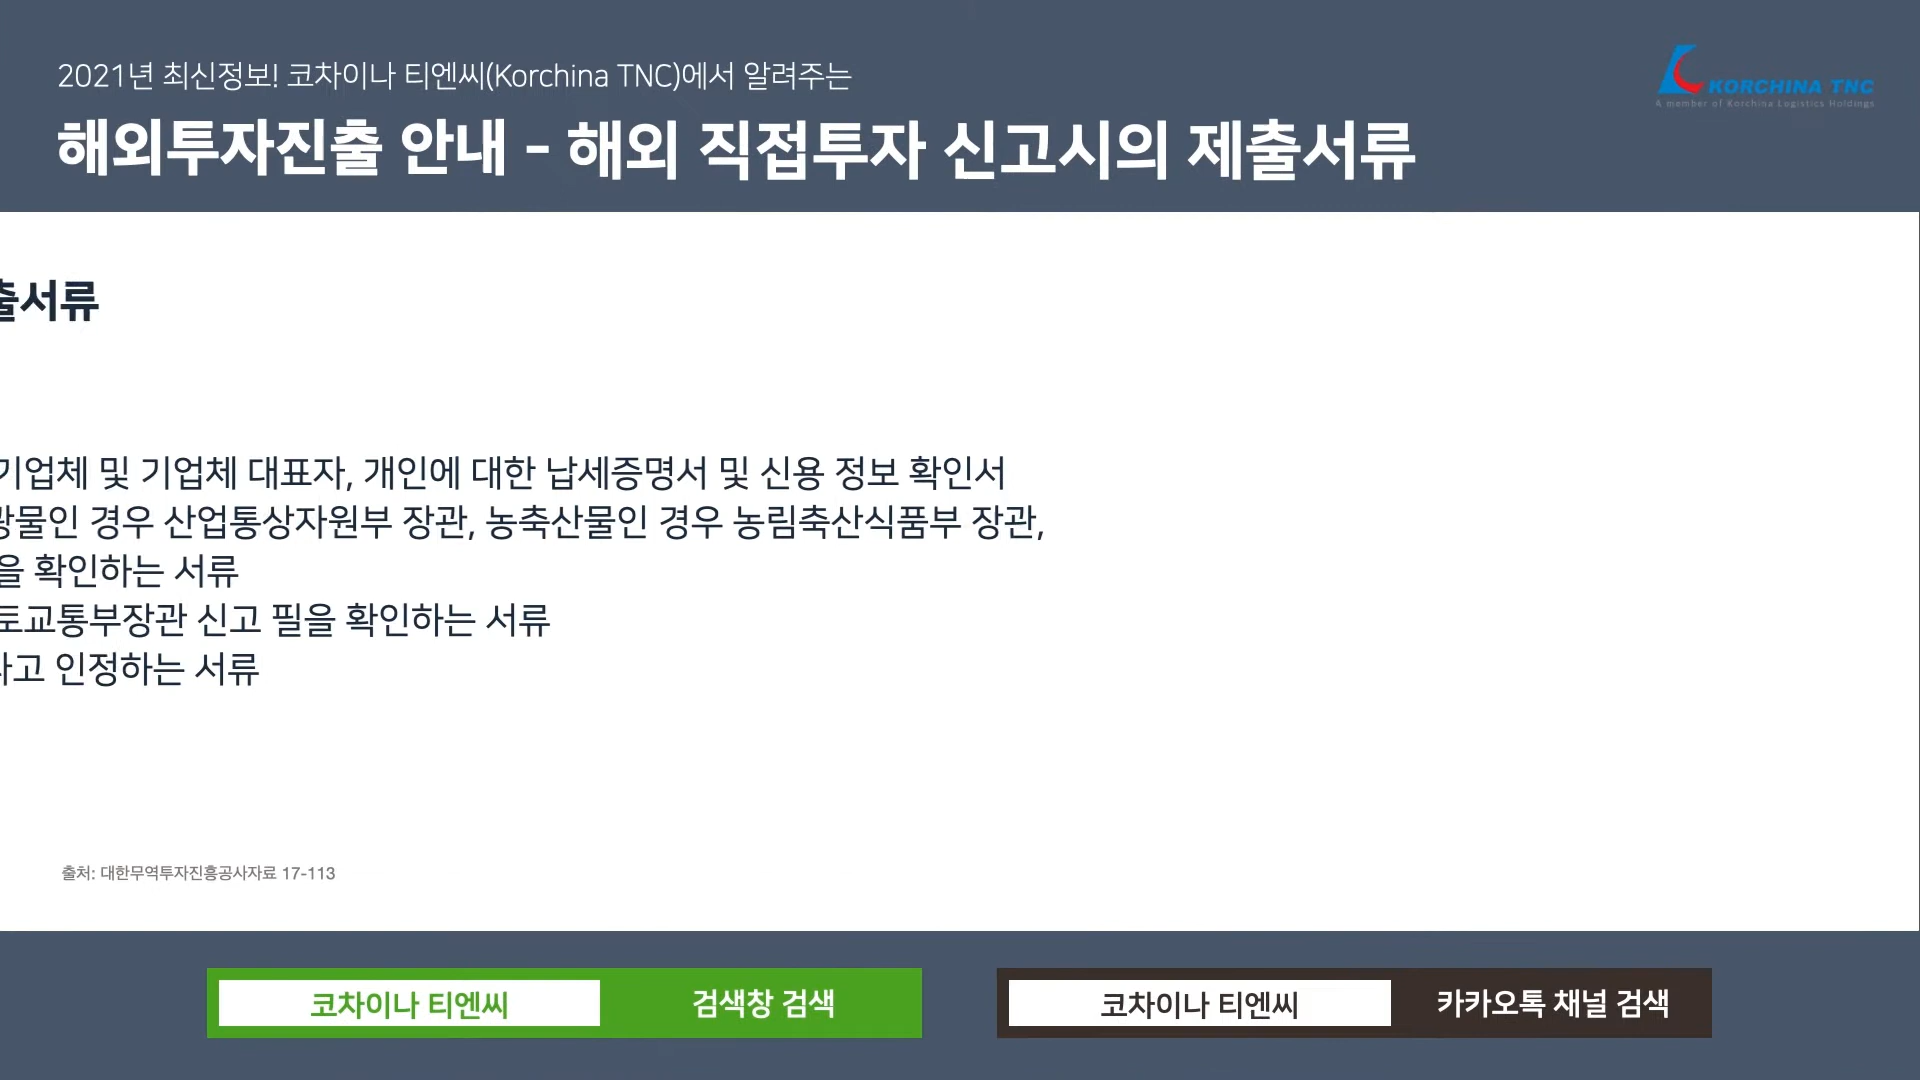 2021년 최신정보! 코차이나 티엔씨(Korchina TNC)에서 알려주는
해외투자진출 안내 - 해외 직접투자 신고시의 제출서류
KORCHINA TNC
A member of Korchina Logistics Holdings
출서류
기업체 및 기업체 대표자, 개인에 대한 납세증명서 및 신용 정보 확인서
광물인 경우 산업통상자원부 장관, 농축산물인 경우 농림축산식품부 장관,
을 확인하는 서류
토교통부장관 신고 필을 확인하는 서류
라고 인정하는 서류
출처: 대한무역투자진흥공사자료 17-113
코차이나 티엔씨 검색창 검색
코차이나 티엔씨 카카오톡 채널 검색